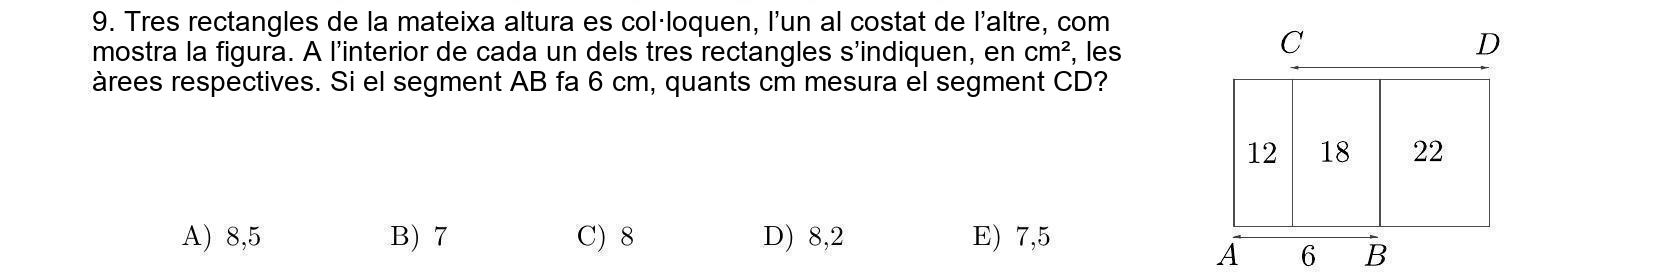 9. Tres rectangles de la mateixa altura es col·loquen, l’un al costat de l’altre, com
mostra la figura. A l’interior de cada un dels tres rectangles s’indiquen, en cm², les
àrees respectives. Si el segment AB fa 6 cm, quants cm mesura el segment CD?
C D
12 18 22
A 6 B
A) 8,5 B) 7 C) 8 D) 8,2 E) 7,5